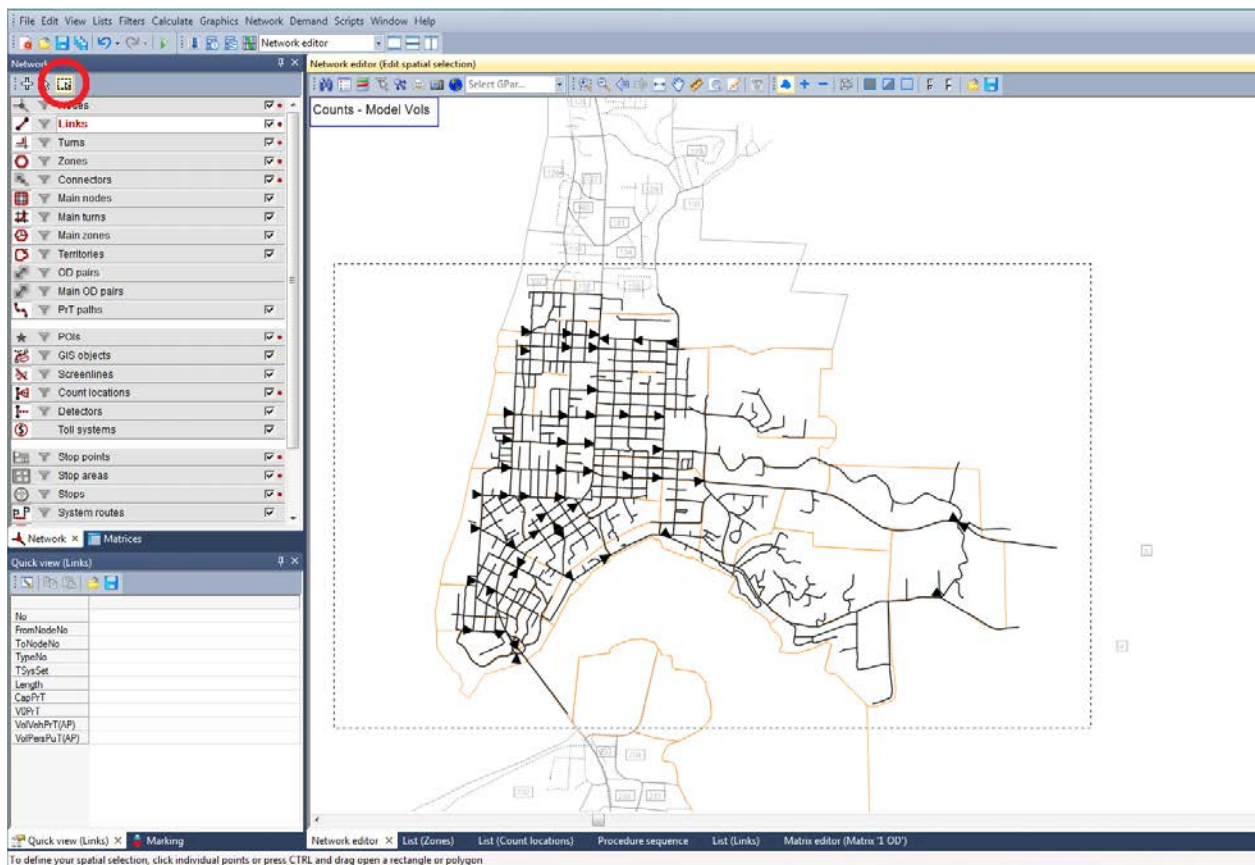 File Edit View Lists Filters Calculate Graphics Network Demand Scripts Window Help
Network editor
Network
Network editor (Edit spatial selection)
Select GPar...
Counts - Model Vols
Nodes
Links
Turns
Zones
Connectors
Main nodes
Main turns
Main zones
Territories
OD pairs
Main OD pairs
PrT paths
POIs
GIS objects
Screenlines
Count locations
Detectors
Toll systems
Stop points
Stop areas
Stops
System routes
Network Matrices
Quick view (Links)
No
FromNodeNo
ToNodeNo
TypeNo
TSysSet
Length
CapPrT
V0PrT
VolVehPrT(AP)
VolPersPuT(AP)
Quick view (Links) Marking
Network editor List (Zones) List (Count locations) Procedure sequence List (Links) Matrix editor (Matrix '1 OD')
To define your spatial selection, click individual points or press CTRL and drag open a rectangle or polygon